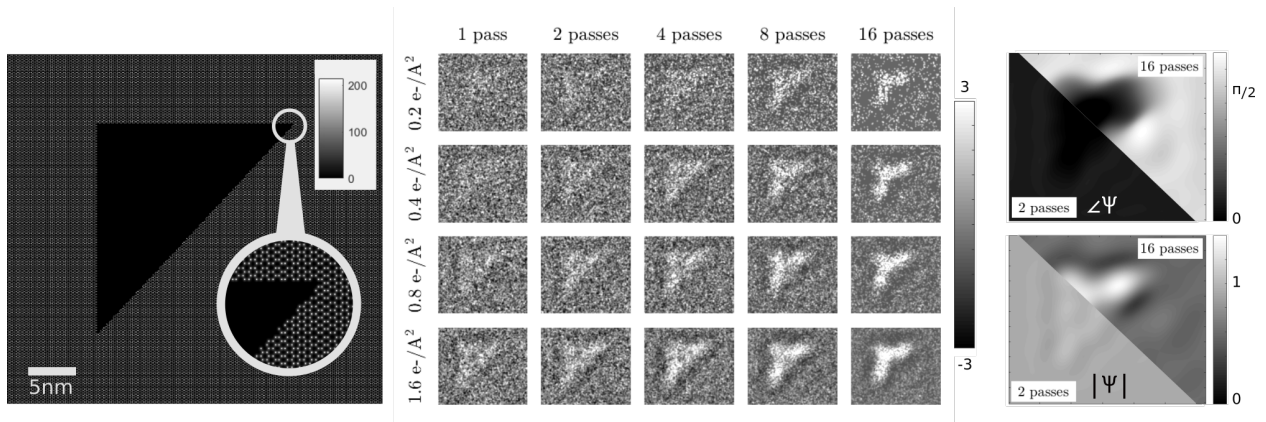 200
100
0
5nm
1 pass 2 passes 4 passes 8 passes 16 passes
0.2 e-/A²
0.4 e-/A²
0.8 e-/A²
1.6 e-/A²
3
-3
16 passes
2 passes
∠Ψ
π/2
0
16 passes
2 passes
|Ψ|
1
0